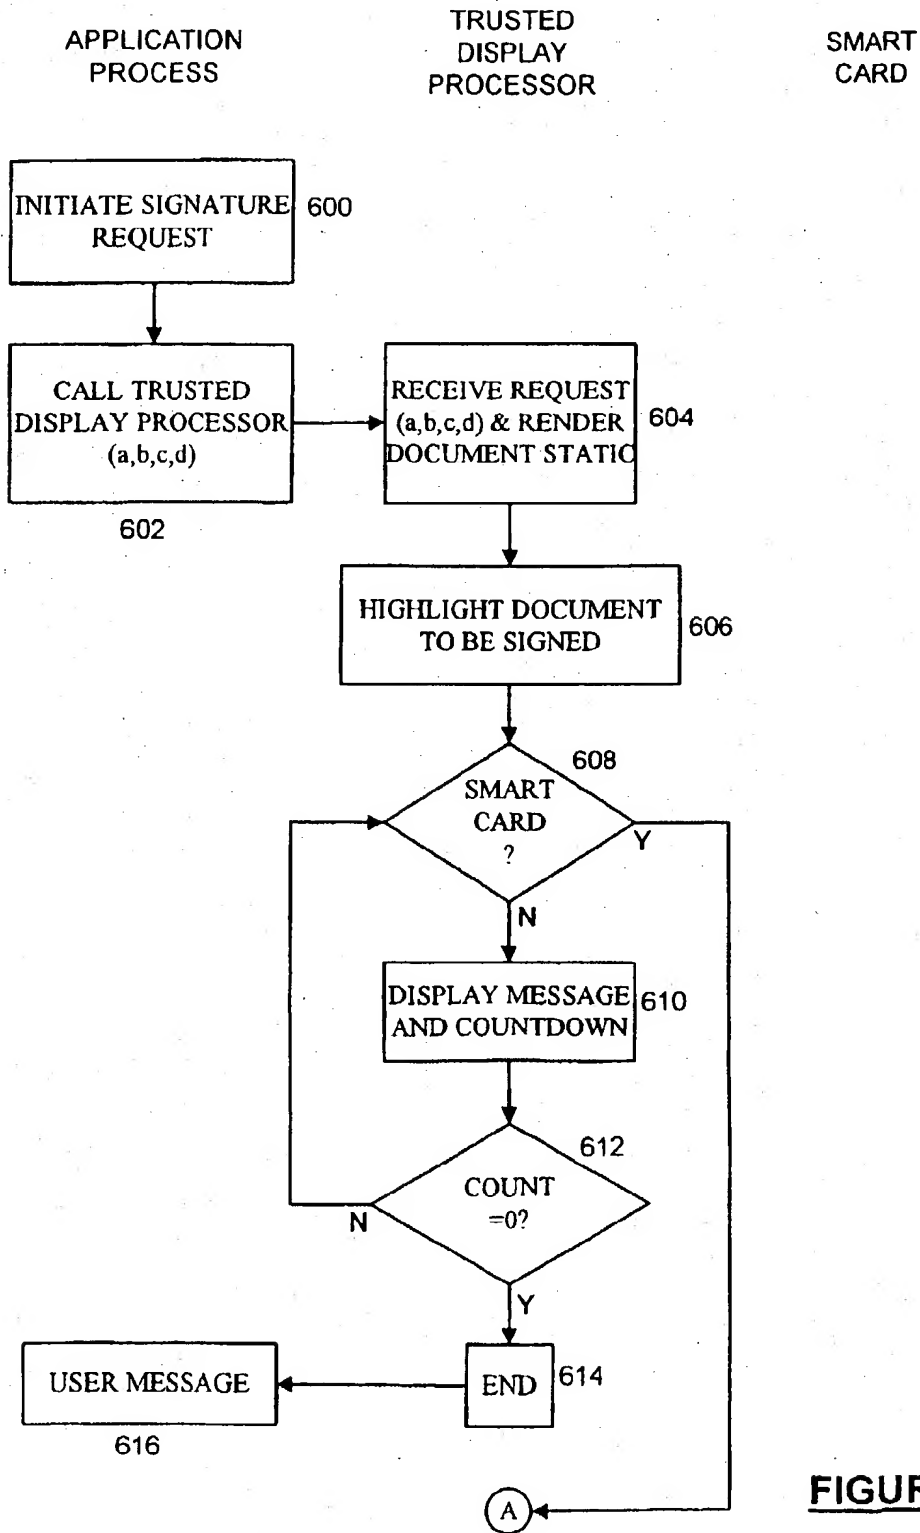 APPLICATION
PROCESS
TRUSTED
DISPLAY
PROCESSOR
SMART
CARD
INITIATE SIGNATURE
REQUEST
600
CALL TRUSTED
DISPLAY PROCESSOR
(a,b,c,d)
602
RECEIVE REQUEST
(a,b,c,d) & RENDER
DOCUMENT STATIC
604
HIGHLIGHT DOCUMENT
TO BE SIGNED
606
608
SMART
CARD
?
Y
N
DISPLAY MESSAGE
AND COUNTDOWN
610
612
COUNT
=0?
N
Y
END
614
USER MESSAGE
616
A
FIGUR